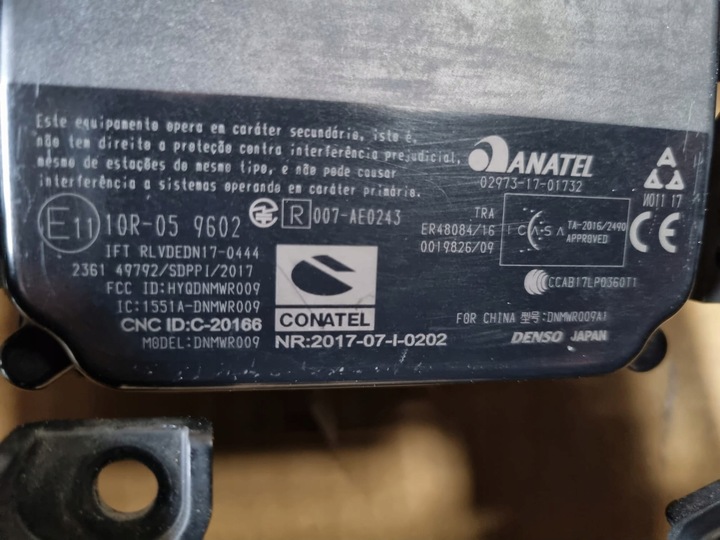 Este equipamento opera em caráter secundário, isto é,
não tem direito a proteção contra interferência prejudicial,
mesmo de estações do mesmo tipo, e não pode causar
interferência a sistemas operando em caráter primário.
ANATEL
02973-17-01732
N011 17
E11 10R-05 9602
R 007-AE0243
TRA
ER48084/16
0019826/09
ICASA TA-2016/2490
APPROVED
CE
IFT RLVDEDN17-0444
2361 49792/SDPPI/2017
FCC ID:HYQDNMWR009
IC:1551A-DNMWR009
CNC ID:C-20166
MODEL:DNMWR009
CONATEL
NR:2017-07-I-0202
CCAB17LP0360T1
FOR CHINA 型号:DNMWR009A1
DENSO JAPAN